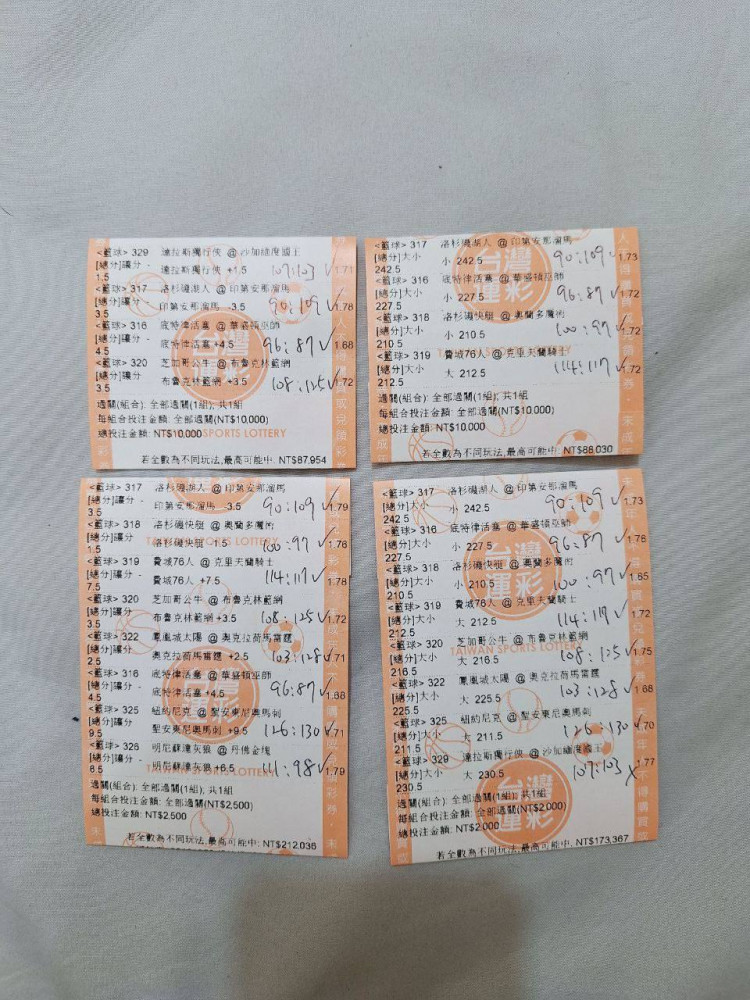 <籃球> 329 達拉斯獨行俠 @ 沙加緬度國王
[總分]讓分 -
1.5 達拉斯獨行俠 +1.5 107:103 ✓ 1.71
<籃球> 317 洛杉磯湖人 @ 印第安那溜馬
[總分]讓分 -
3.5 印第安那溜馬 -3.5 90:109 ✓ 1.78
<籃球> 316 底特律活塞 @ 華盛頓巫師
[總分]讓分 -
4.5 底特律活塞 +4.5 96:87 ✓ 1.68
<籃球> 320 芝加哥公牛 @ 布魯克林籃網
[總分]讓分
3.5 布魯克林籃網 +3.5 108:125 ✓ 1.72
過關(組合): 全部過關(1組); 共1組
每組合投注金額: 全部過關(NT$10,000)
總投注金額: NT$10,000
SPORTS LOTTERY
若全數為不同玩法,最高可能中: NT$87,954
<籃球> 317 洛杉磯湖人 @ 印第安那溜馬
[總分]大小 小 242.5 90:109 ✓ 1.73
242.5
<籃球> 316 底特律活塞 @ 華盛頓巫師
[總分]大小 小 227.5 96:87 ✓ 1.72
227.5
<籃球> 318 洛杉磯快艇 @ 奧蘭多魔術
[總分]大小 小 210.5 100:97 ✓ 1.72
210.5
<籃球> 319 費城76人 @ 克里夫蘭騎士
[總分]大小 大 212.5 114:117 ✓ 1.72
212.5
過關(組合): 全部過關(1組); 共1組
每組合投注金額: 全部過關(NT$10,000)
總投注金額: NT$10,000
若全數為不同玩法,最高可能中: NT$88,030
<籃球> 317 洛杉磯湖人 @ 印第安那溜馬
[總分]讓分 -
3.5 印第安那溜馬 -3.5 90:109 ✓ 1.79
<籃球> 318 洛杉磯快艇 @ 奧蘭多魔術
[總分]讓分 -
1.5 洛杉磯快艇 +1.5 100:97 ✓ 1.76
<籃球> 319 費城76人 @ 克里夫蘭騎士
[總分]讓分 -
7.5 費城76人 +7.5 114:117 ✓ 1.78
<籃球> 320 芝加哥公牛 @ 布魯克林籃網
[總分]讓分
3.5 布魯克林籃網 +3.5 108:125 ✓ 1.72
<籃球> 322 鳳凰城太陽 @ 奧克拉荷馬雷霆
[總分]讓分
2.5 奧克拉荷馬雷霆 +2.5 103:128 ✓ 1.71
<籃球> 316 底特律活塞 @ 華盛頓巫師
[總分]讓分 -
4.5 底特律活塞 +4.5 96:87 ✓ 1.68
<籃球> 325 紐約尼克 @ 聖安東尼奧馬刺
[總分]讓分
9.5 聖安東尼奧馬刺 +9.5 126:130 ✓ 1.71
<籃球> 326 明尼蘇達灰狼 @ 丹佛金塊
[總分]讓分 -
6.5 明尼蘇達灰狼 +6.5 111:98 ✓ 1.79
過關(組合): 全部過關(1組); 共1組
每組合投注金額: 全部過關(NT$2,500)
總投注金額: NT$2,500
若全數為不同玩法,最高可能中: NT$212,036
<籃球> 317 洛杉磯湖人 @ 印第安那溜馬
[總分]大小 小 242.5 90:109 ✓ 1.73
242.5
<籃球> 316 底特律活塞 @ 華盛頓巫師
[總分]大小 小 227.5 96:87 ✓ 1.78
227.5
<籃球> 318 洛杉磯快艇 @ 奧蘭多魔術
[總分]大小 小 210.5 100:97 ✓ 1.65
210.5
<籃球> 319 費城76人 @ 克里夫蘭騎士
[總分]大小 大 212.5 114:117 ✓ 1.72
212.5
<籃球> 320 芝加哥公牛 @ 布魯克林籃網
[總分]大小 大 216.5 108:125 ✓ 1.75
216.5
TAIWAN SPORTS LOTTERY
<籃球> 322 鳳凰城太陽 @ 奧克拉荷馬雷霆
[總分]大小 大 225.5 103:128 ✓ 1.68
225.5
<籃球> 325 紐約尼克 @ 聖安東尼奧馬刺
[總分]大小 大 211.5 126:130 ✓ 1.70
211.5
<籃球> 329 達拉斯獨行俠 @ 沙加緬度國王
[總分]大小 大 230.5 107:103 X 1.77
230.5
過關(組合): 全部過關(1組); 共1組
每組合投注金額: 全部過關(NT$2,000)
總投注金額: NT$2,000
若全數為不同玩法,最高可能中: NT$173,367
台灣
運彩